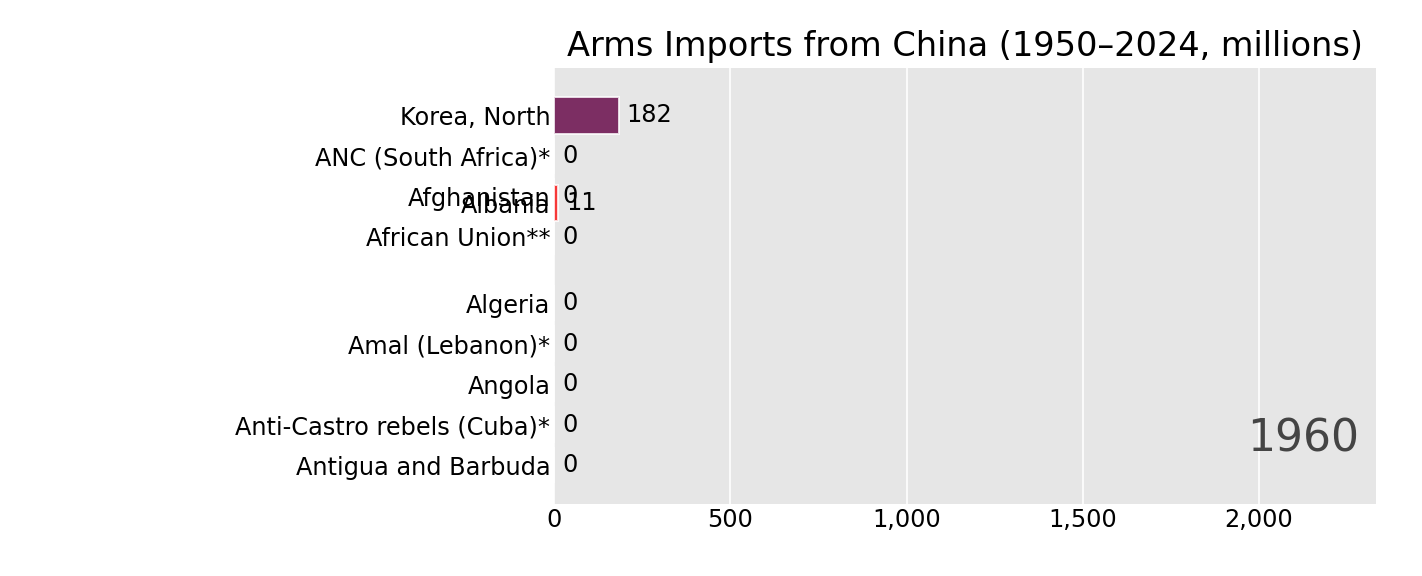 Arms Imports from China (1950–2024, millions)
Korea, North 182
ANC (South Africa)* 0
Afghanistan 0
Albania 11
African Union** 0
Algeria 0
Amal (Lebanon)* 0
Angola 0
Anti-Castro rebels (Cuba)* 0
Antigua and Barbuda 0
1960
0 500 1,000 1,500 2,000